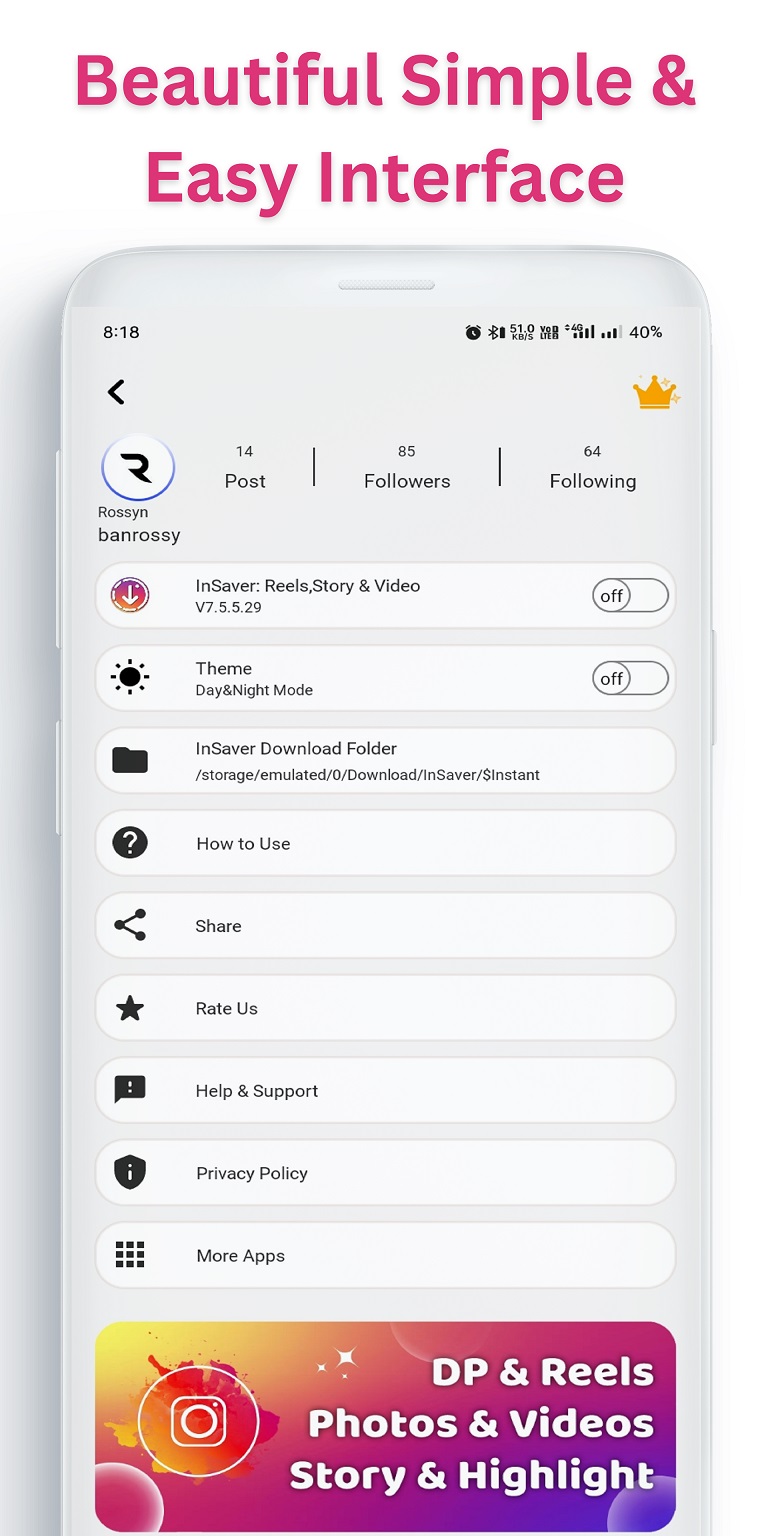 Beautiful Simple &
Easy Interface
8:18
51.0
KB/S
VoD
LTE
4G
40%
14
85
64
Post
Followers
Following
Rossyn
banrossy
InSaver: Reels,Story & Video
V7.5.5.29
off
Theme
Day&Night Mode
off
InSaver Download Folder
/storage/emulated/0/Download/InSaver/$Instant
How to Use
Share
Rate Us
Help & Support
Privacy Policy
More Apps
DP & Reels
Photos & Videos
Story & Highlight